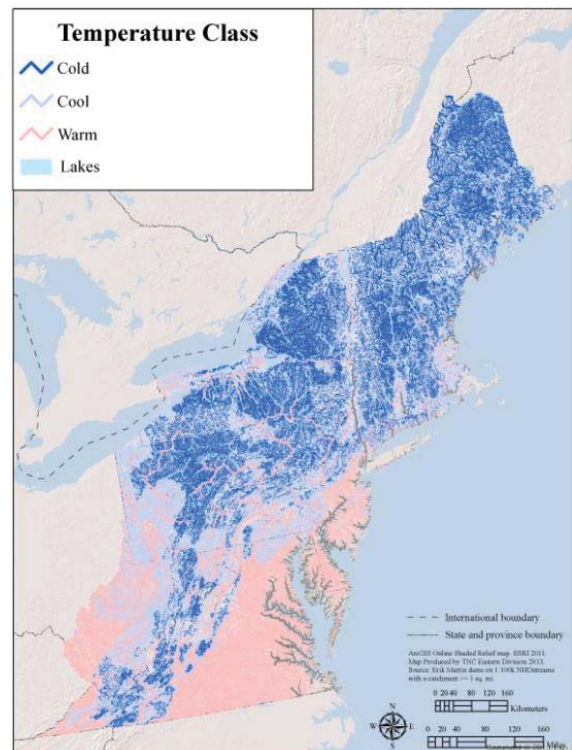 Temperature Class
Cold
Cool
Warm
Lakes
International boundary
State and province boundary
ArcGIS Online Shaded Relief map. ESRI 2011.
Map Produced by TNC Eastern Division 2013.
Source: Erik Martin dams on 1:100k NHDstreams
with a catchment >= 1 sq. mi.
0 20 40 80 120 160
Kilometers
N
W E
S
0 20 40 80 120 160
Miles